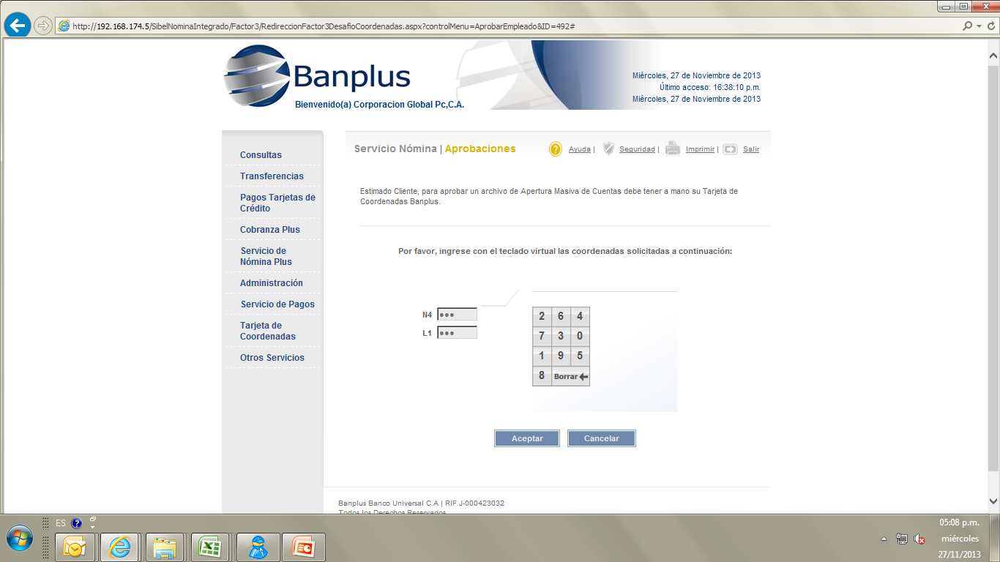 http://192.168.174.5/SibelNominaIntegrado/Factor3/RedireccionFactor3DesafioCoordenadas.aspx?controlMenu=AprobarEmpleado&ID=492#
Banplus
Bienvenido(a) Corporacion Global Pc,C.A.
Miércoles, 27 de Noviembre de 2013
Último acceso: 16:38:10 p.m.
Miércoles, 27 de Noviembre de 2013
Consultas
Transferencias
Pagos Tarjetas de
Crédito
Cobranza Plus
Servicio de
Nómina Plus
Administración
Servicio de Pagos
Tarjeta de
Coordenadas
Otros Servicios
Servicio Nómina | Aprobaciones
Ayuda | Seguridad | Imprimir | Salir
Estimado Cliente, para aprobar un archivo de Apertura Masiva de Cuentas debe tener a mano su Tarjeta de
Coordenadas Banplus.
Por favor, ingrese con el teclado virtual las coordenadas solicitadas a continuación:
N4 •••
L1 •••
2 6 4
7 3 0
1 9 5
8 Borrar
Aceptar Cancelar
Banplus Banco Universal C.A | RIF J-000423032
Todos los Derechos Reservados
ES
05:08 p.m.
miércoles
27/11/2013